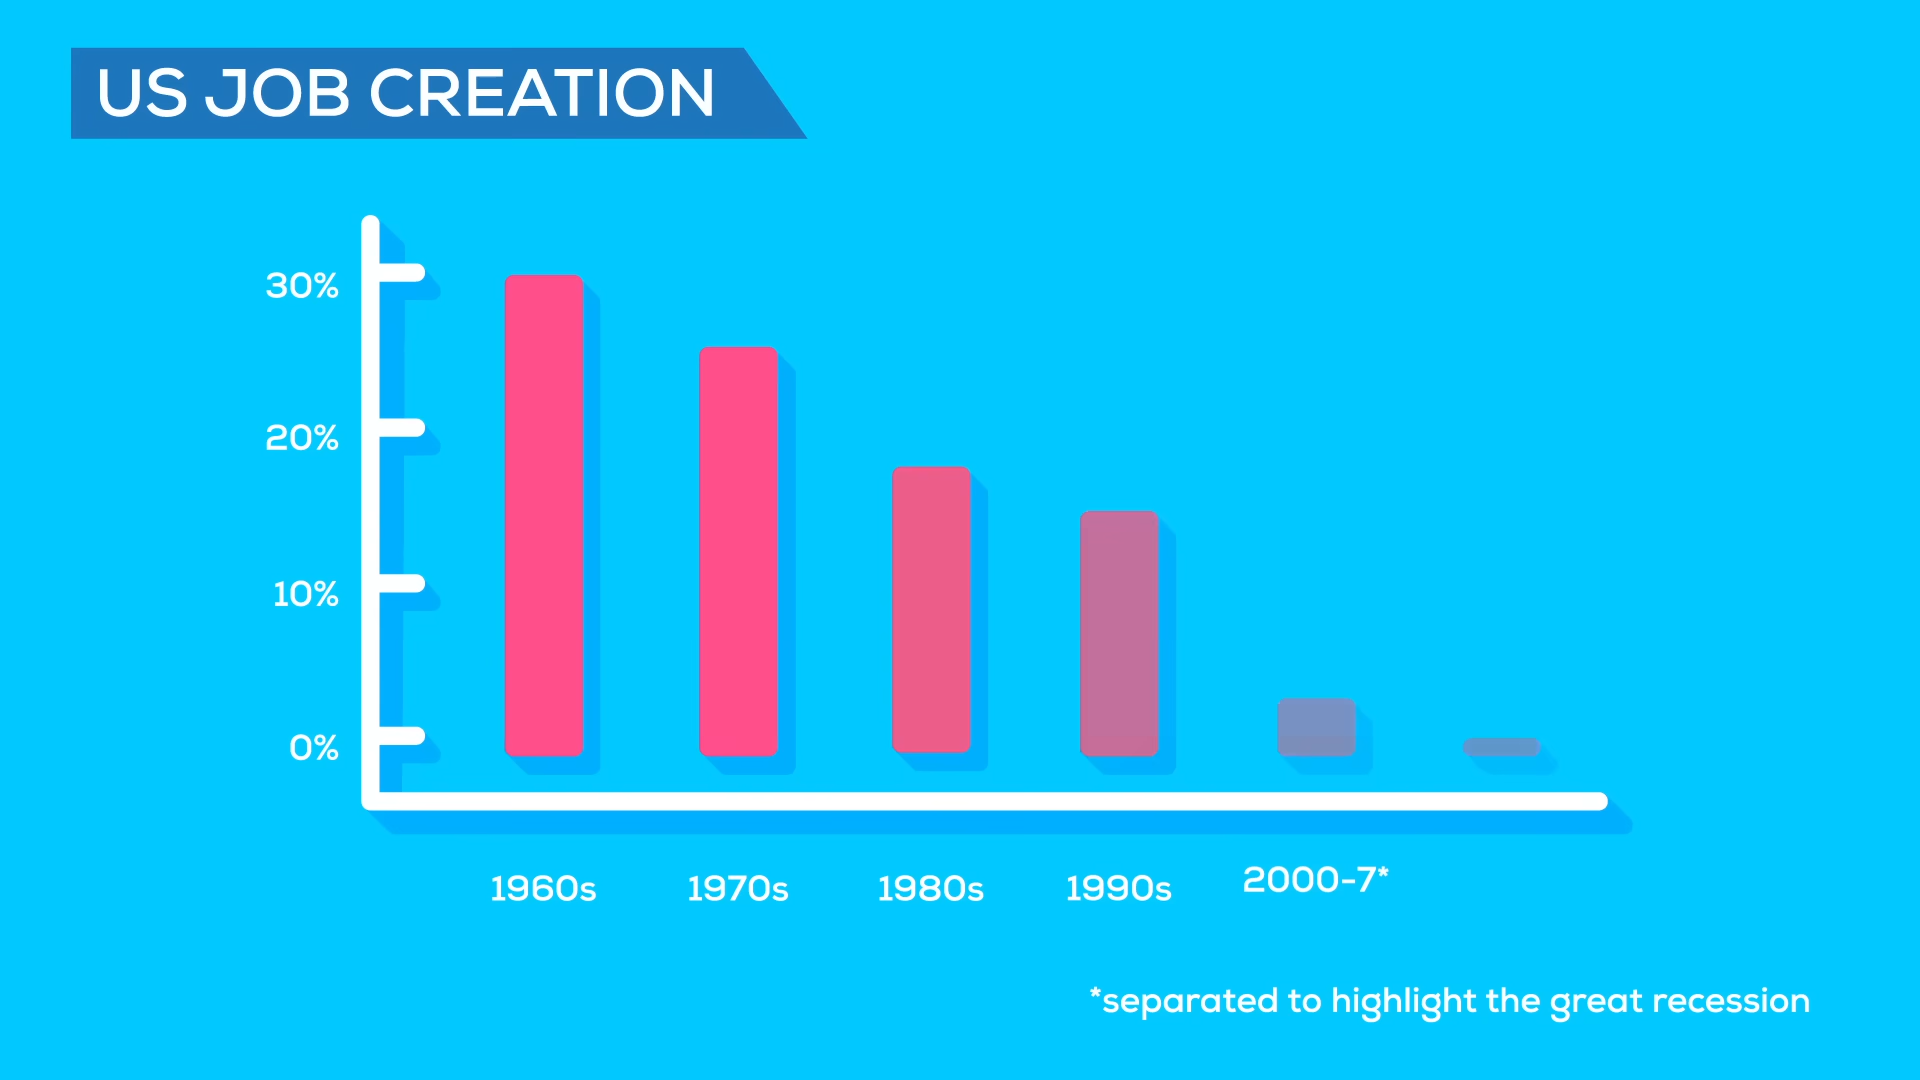 US JOB CREATION
30%
20%
10%
0%
1960s 1970s 1980s 1990s 2000-7*
*separated to highlight the great recession